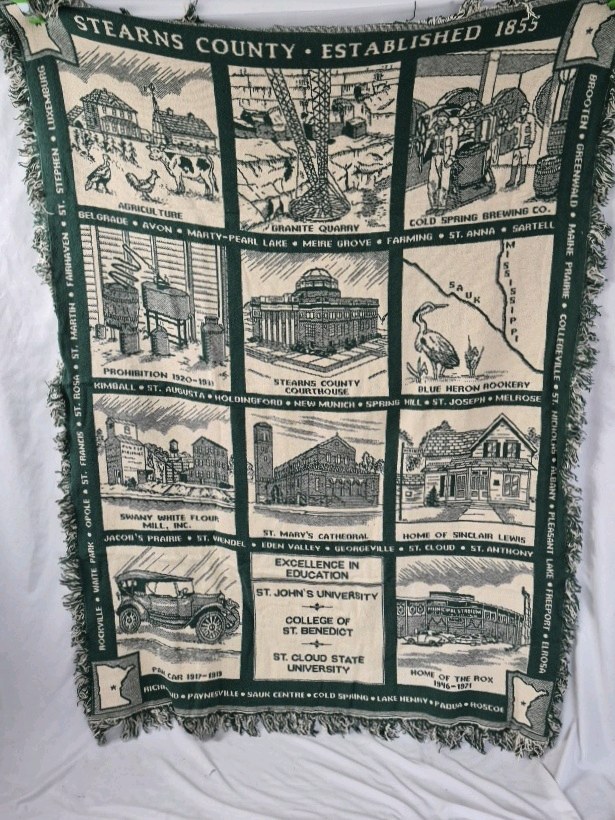 STEARNS COUNTY • ESTABLISHED 1855
LUXEMBURG • ST. STEPHEN • FAIRHAVEN • ST. MARTIN • ST. ROSA • ST. FRANCIS • OPOLE • WAITE PARK • ROCKVILLE
BROOTEN • GREENWALD • MAINE PRAIRIE • COLLEGEVILLE • ST. NICHOLAS • ALBANY • PLEASANT LAKE • FREEPORT • ELROSA
AGRICULTURE
GRANITE QUARRY
COLD SPRING BREWING CO.
BELGRADE • AVON • MARTY-PEARL LAKE • MEIRE GROVE • FARMING • ST. ANNA • SARTELL
PROHIBITION 1920-
STEARNS COUNTY
COURTHOUSE
MISSISSIPPI
SAUK
BLUE HERON ROOKERY
KIMBALL • ST. AUGUSTA • HOLDINGFORD • NEW MUNICH • SPRING HILL • ST. JOSEPH • MELROSE
SWANY WHITE FLOUR
MILL, INC.
ST. MARY'S CATHEDRAL
HOME OF SINCLAIR LEWIS
JACOB'S PRAIRIE • ST. WENDEL • EDEN VALLEY • GEORGEVILLE • ST. CLOUD • ST. ANTHONY
PAN CAR 1917-1919
EXCELLENCE IN
EDUCATION
ST. JOHN'S UNIVERSITY
COLLEGE OF
ST. BENEDICT
ST. CLOUD STATE
UNIVERSITY
MUNICIPAL STADIUM
HOME OF THE ROX
1946-1971
RICHMOND • PAYNESVILLE • SAUK CENTRE • COLD SPRING • LAKE HENRY • PADUA • ROSCOE